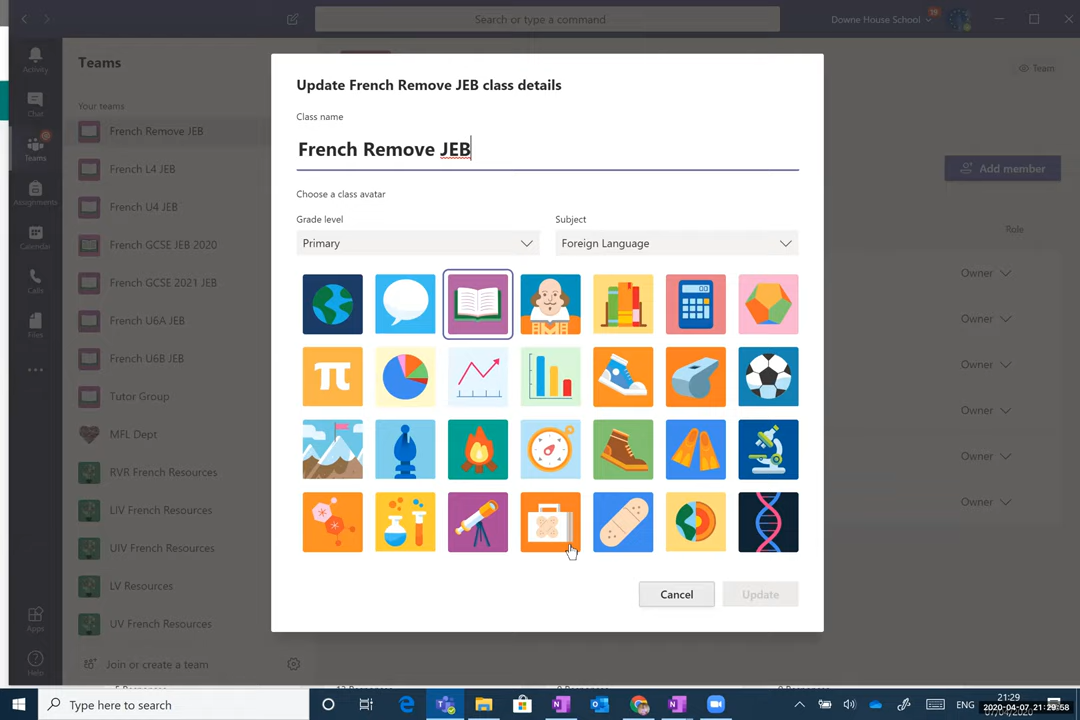 Search or type a command
Downe House School
Activity
Chat
Teams
Assignments
Calendar
Calls
Files
Apps
Help
Teams
Your teams
French Remove JEB
French L4 JEB
French U4 JEB
French GCSE JEB 2020
French GCSE 2021 JEB
French U6A JEB
French U6B JEB
Tutor Group
MFL Dept
RVR French Resources
LIV French Resources
UIV French Resources
LV Resources
UV French Resources
Join or create a team
Update French Remove JEB class details
Class name
French Remove JEB
Choose a class avatar
Grade level
Subject
Primary
Foreign Language
π
Cancel
Update
Team
Add member
Role
Owner
Owner
Owner
Owner
Owner
Owner
Type here to search
ENG
21:29
2020-04-07, 21:29:58